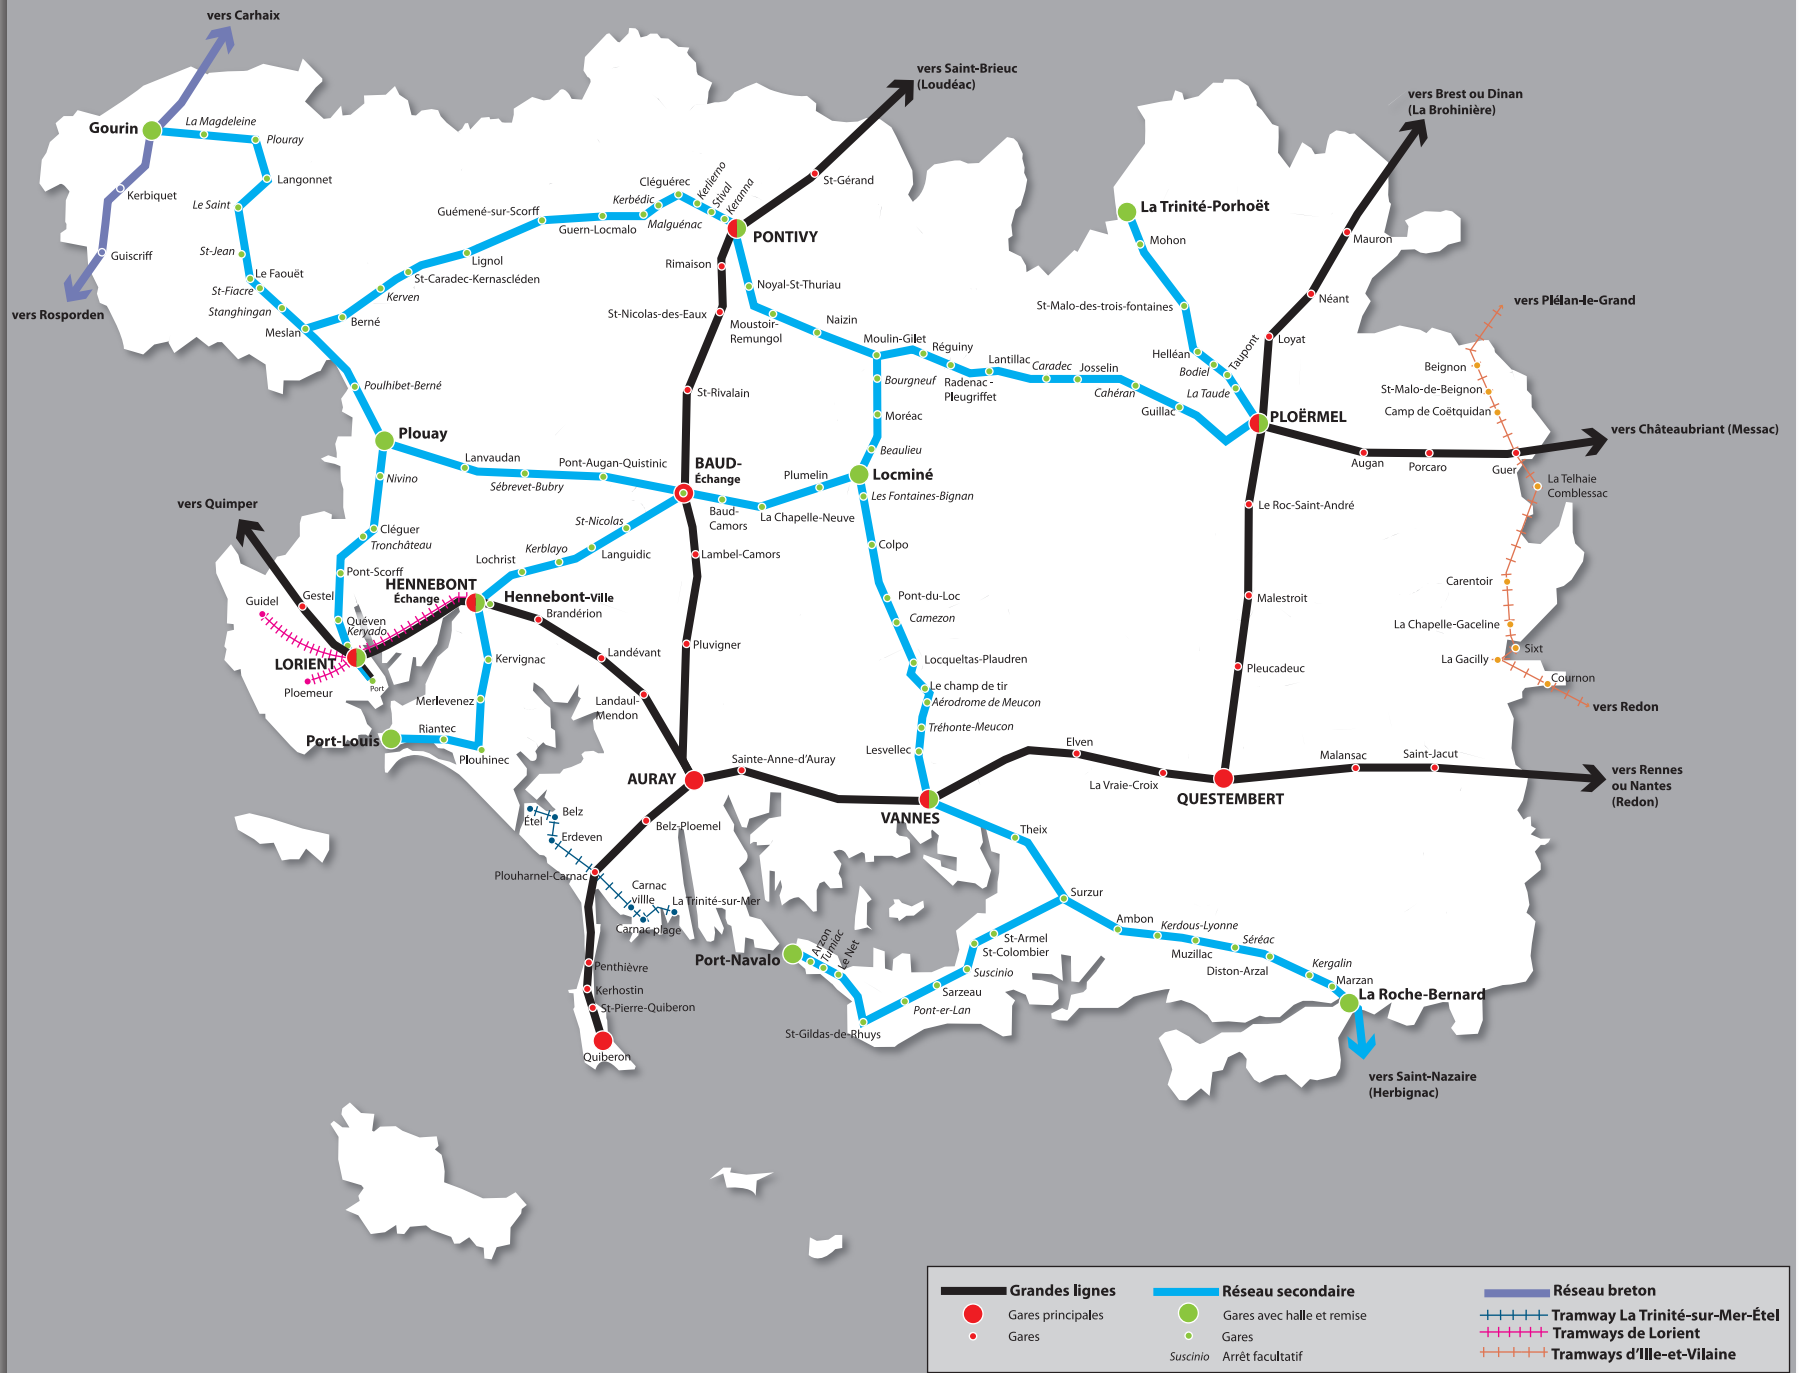 vers Carhaix
Gourin
La Magdeleine
Plouray
Langonnet
Kerbiquet
Le Saint
Guiscriff
St-Jean
Le Faouët
St-Fiacre
Stanghingan
Meslan
vers Rosporden
Berné
Kerven
St-Caradec-Kernascléden
Lignol
Guémené-sur-Scorff
Guern-Locmalo
Malguénac
Kerbédic
Cléguérec
Kerlierno
Stival
Keranna
PONTIVY
St-Gérand
vers Saint-Brieuc
(Loudéac)
Rimaison
St-Nicolas-des-Eaux
St-Rivalain
Noyal-St-Thuriau
Moustoir-
Remungol
Naizin
Moulin-Gilet
Réguiny
Radenac -
Pleugriffet
Lantillac
Caradec
Josselin
Cahéran
Guillac
Bourgneuf
Moréac
Beaulieu
Locminé
Les Fontaines-Bignan
Colpo
Pont-du-Loc
Camezon
Locqueltas-Plaudren
Le champ de tir
Aérodrome de Meucon
Tréhonte-Meucon
Lesvellec
VANNES
vers Brest ou Dinan
(La Brohinière)
La Trinité-Porhoët
Mohon
St-Malo-des-trois-fontaines
Helléan
Bodiel
Taupont
La Taude
PLOËRMEL
Mauron
Néant
Loyat
vers Plélan-le-Grand
Beignon
St-Malo-de-Beignon
Camp de Coëtquidan
vers Châteaubriant (Messac)
Augan
Porcaro
Guer
La Telhaie
Comblessac
Carentoir
La Chapelle-Gaceline
Sixt
La Gacilly
Cournon
vers Redon
Le Roc-Saint-André
Malestroit
Pleucadeuc
QUESTEMBERT
Elven
La Vraie-Croix
Malansac
Saint-Jacut
vers Rennes
ou Nantes
(Redon)
Poulhibet-Berné
Plouay
Lanvaudan
Sébrevet-Bubry
Pont-Augan-Quistinic
BAUD-
Échange
Baud-
Camors
La Chapelle-Neuve
Plumelin
Nivino
Cléguer
Tronchâteau
Pont-Scorff
Quéven
Keryado
vers Quimper
Gestel
Guidel
LORIENT
Ploemeur
Port
HENNEBONT
Échange
Hennebont-ville
Lochrist
Kerblayo
Languidic
St-Nicolas
Lambel-Camors
Pluvigner
Brandérion
Landévant
Landaul-
Mendon
Kervignac
Merlevenez
Plouhinec
Riantec
Port-Louis
AURAY
Sainte-Anne-d'Auray
Belz-Ploemel
Étel
Belz
Erdeven
Plouharnel-Carnac
Carnac
villle
La Trinité-sur-Mer
Carnac plage
Penthièvre
Kerhostin
St-Pierre-Quiberon
Quiberon
Theix
Surzur
Ambon
Kerdous-Lyonne
Muzillac
Séréac
Diston-Arzal
Kergalin
Marzan
La Roche-Bernard
vers Saint-Nazaire
(Herbignac)
St-Armel
St-Colombier
Suscinio
Sarzeau
Pont-er-Lan
St-Gildas-de-Rhuys
Le Net
Tumiac
Arzon
Port-Navalo
Grandes lignes
Gares principales
Gares
Réseau secondaire
Gares avec halle et remise
Gares
Suscinio Arrêt facultatif
Réseau breton
Tramway La Trinité-sur-Mer-Étel
Tramways de Lorient
Tramways d'Ille-et-Vilaine